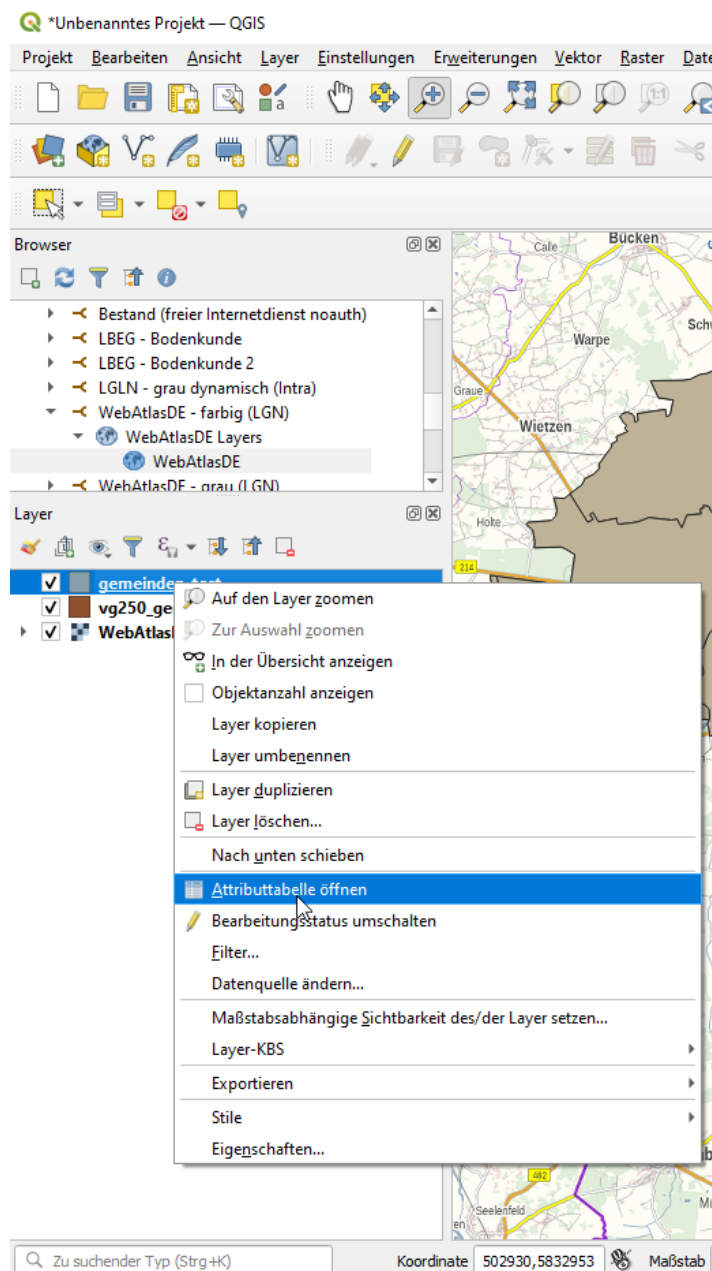 *Unbenanntes Projekt — QGIS
Projekt Bearbeiten Ansicht Layer Einstellungen Erweiterungen Vektor Raster Date
Browser
Bestand (freier Internetdienst noauth)
LBEG - Bodenkunde
LBEG - Bodenkunde 2
LGLN - grau dynamisch (Intra)
WebAtlasDE - farbig (LGN)
WebAtlasDE Layers
WebAtlasDE
WebAtlasDE - grau (LGN)
Layer
gemeinden_test
vg250_ge
WebAtlas
Auf den Layer zoomen
Zur Auswahl zoomen
In der Übersicht anzeigen
Objektanzahl anzeigen
Layer kopieren
Layer umbenennen
Layer duplizieren
Layer löschen...
Nach unten schieben
Attributtabelle öffnen
Bearbeitungsstatus umschalten
Filter...
Datenquelle ändern...
Maßstabsabhängige Sichtbarkeit des/der Layer setzen...
Layer-KBS
Exportieren
Stile
Eigenschaften...
Bücken
Cale
Warpe
Graue
Wietzen
Holte
214
482
Seelenfeld
Zu suchender Typ (Strg+K)
Koordinate 502930,5832953 Maßstab